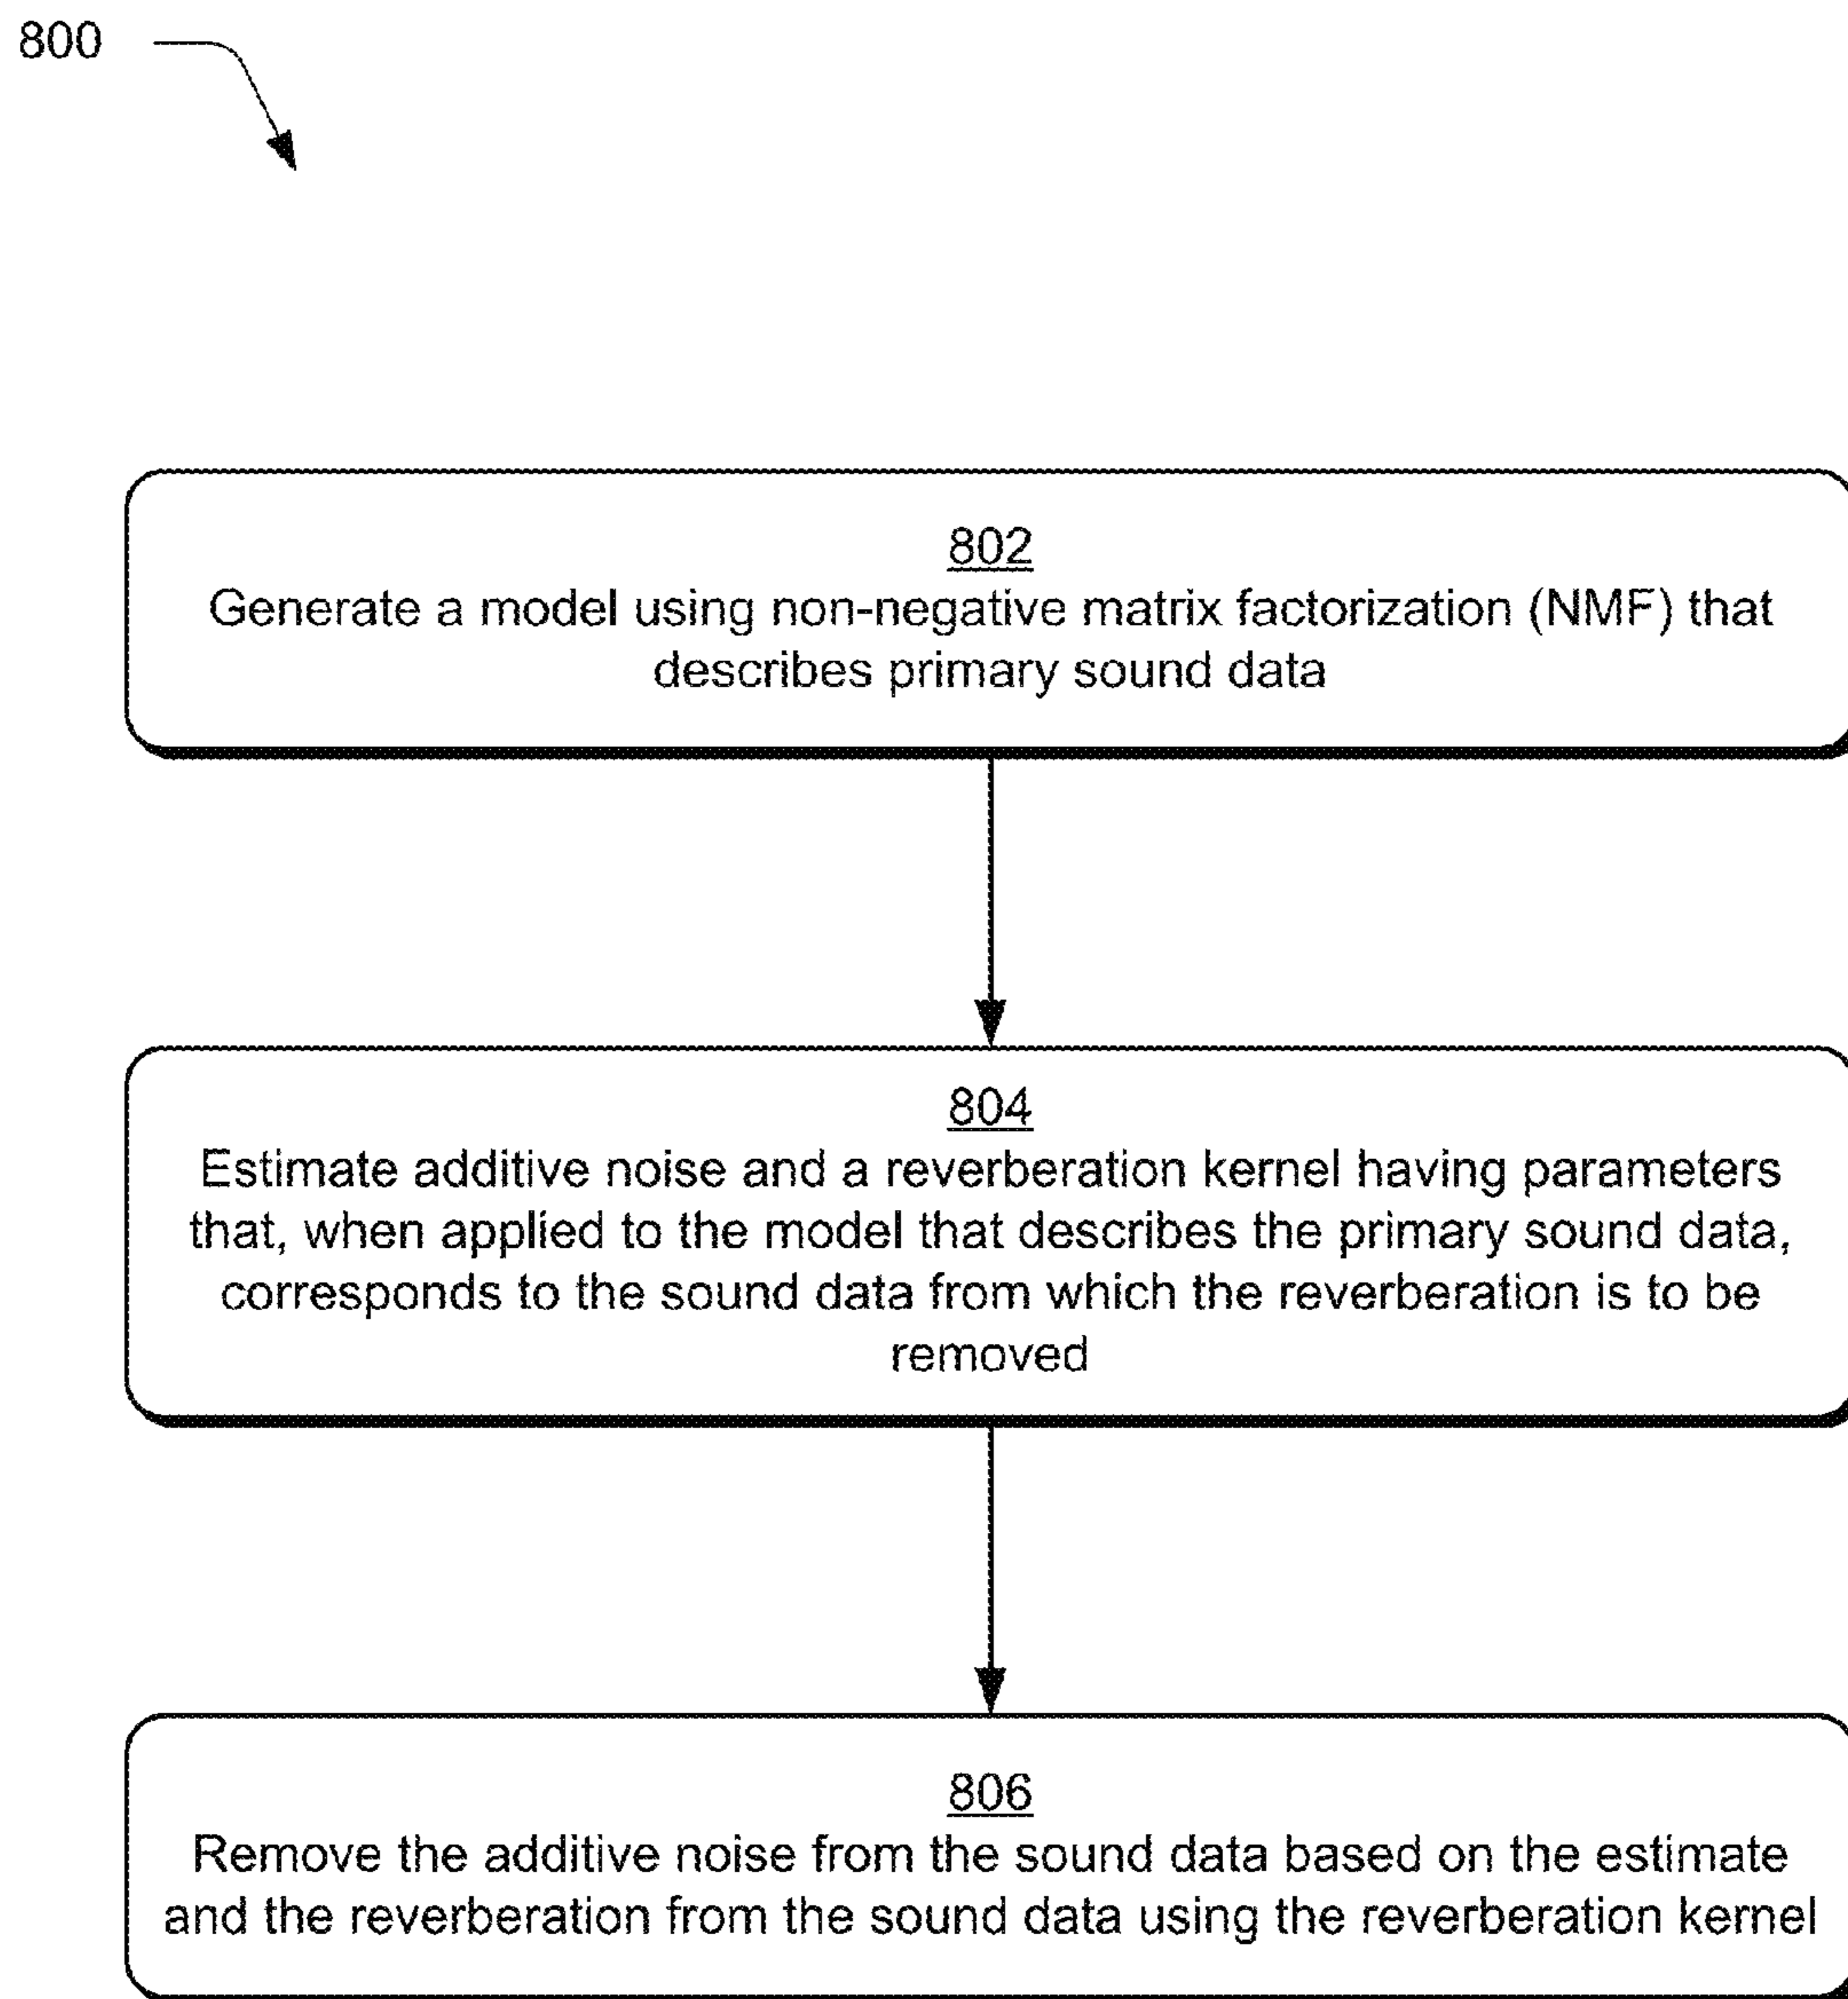 800
802
Generate a model using non-negative matrix factorization (NMF) that
describes primary sound data
804
Estimate additive noise and a reverberation kernel having parameters
that, when applied to the model that describes the primary sound data,
corresponds to the sound data from which the reverberation is to be
removed
806
Remove the additive noise from the sound data based on the estimate
and the reverberation from the sound data using the reverberation kernel